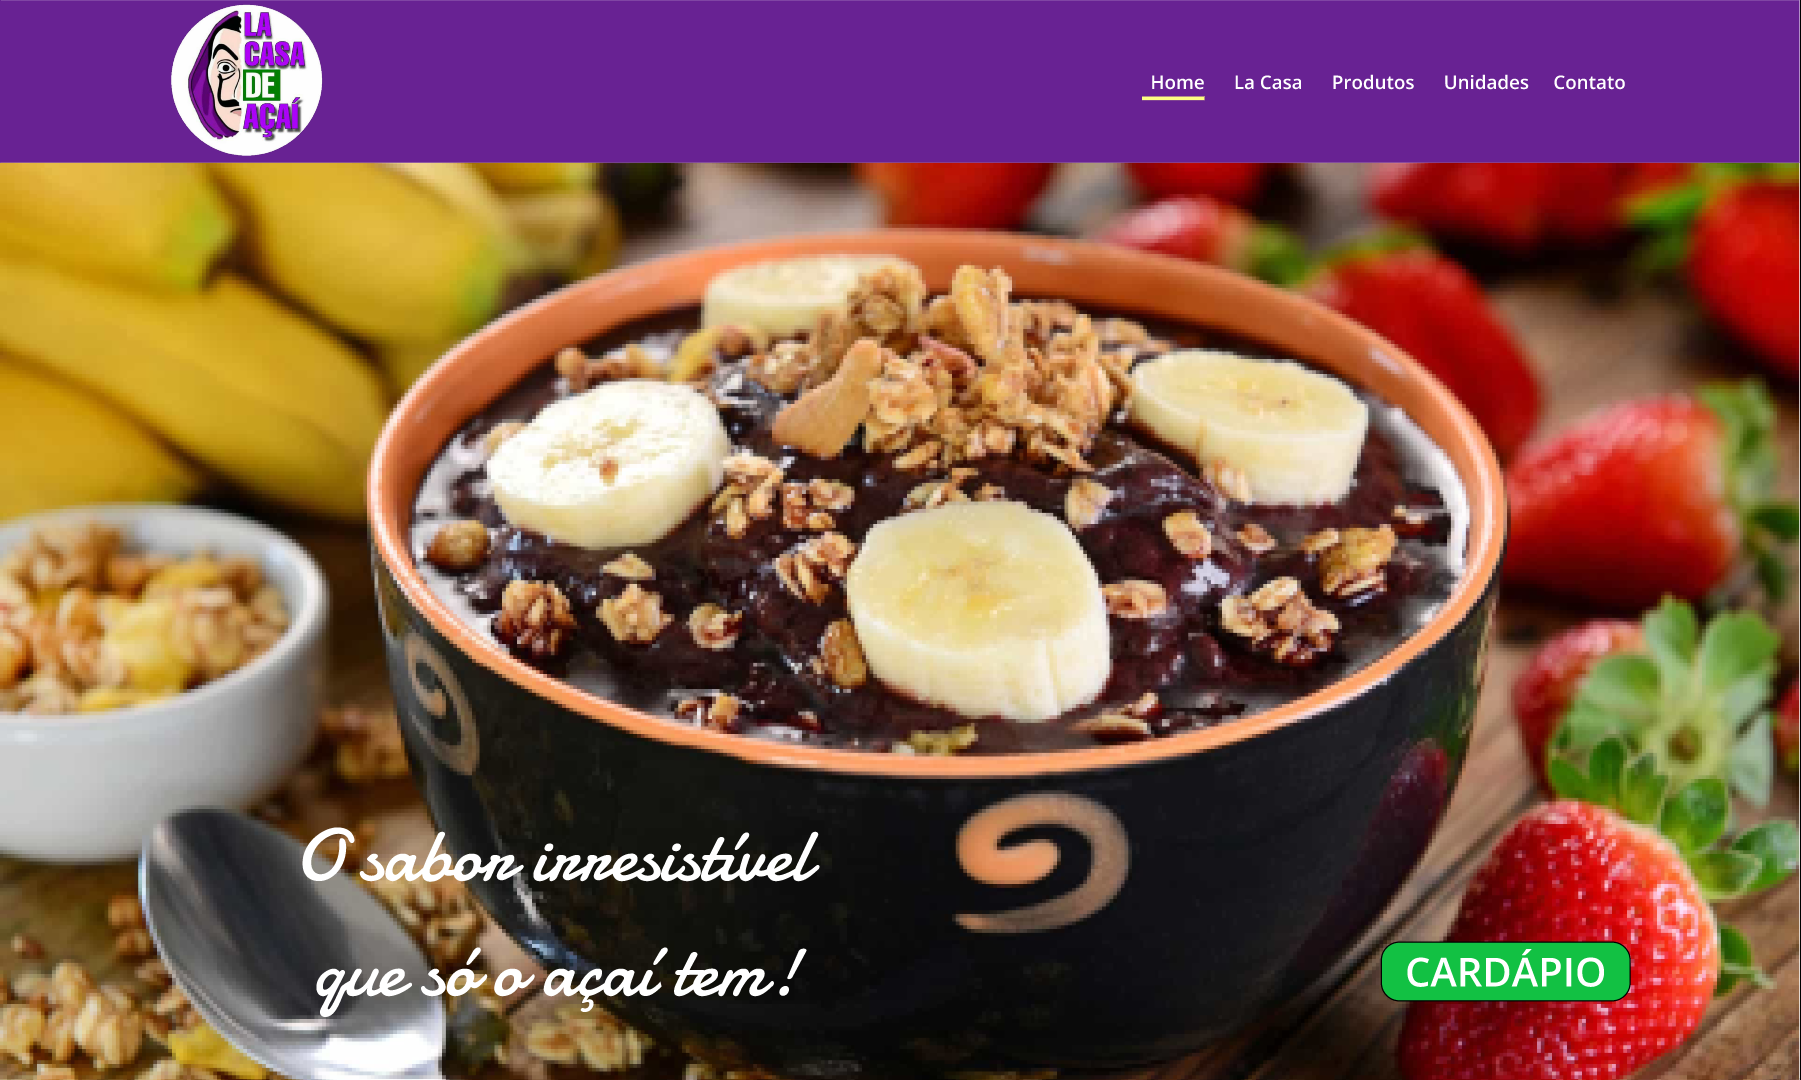 LA
CASA
DE
AÇAÍ
Home La Casa Produtos Unidades Contato
O sabor irresistível
que só o açaí tem!
CARDÁPIO